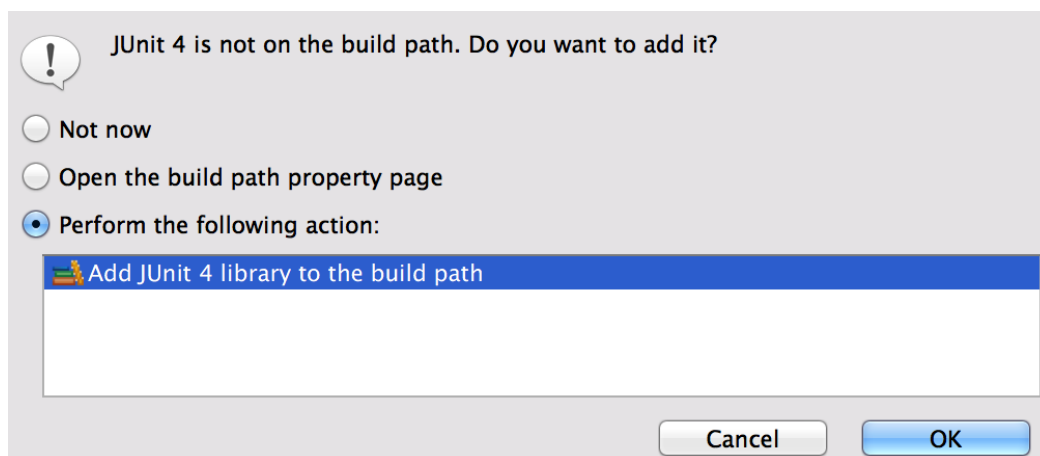 JUnit 4 is not on the build path. Do you want to add it?
Not now
Open the build path property page
Perform the following action:
Add JUnit 4 library to the build path
Cancel
OK